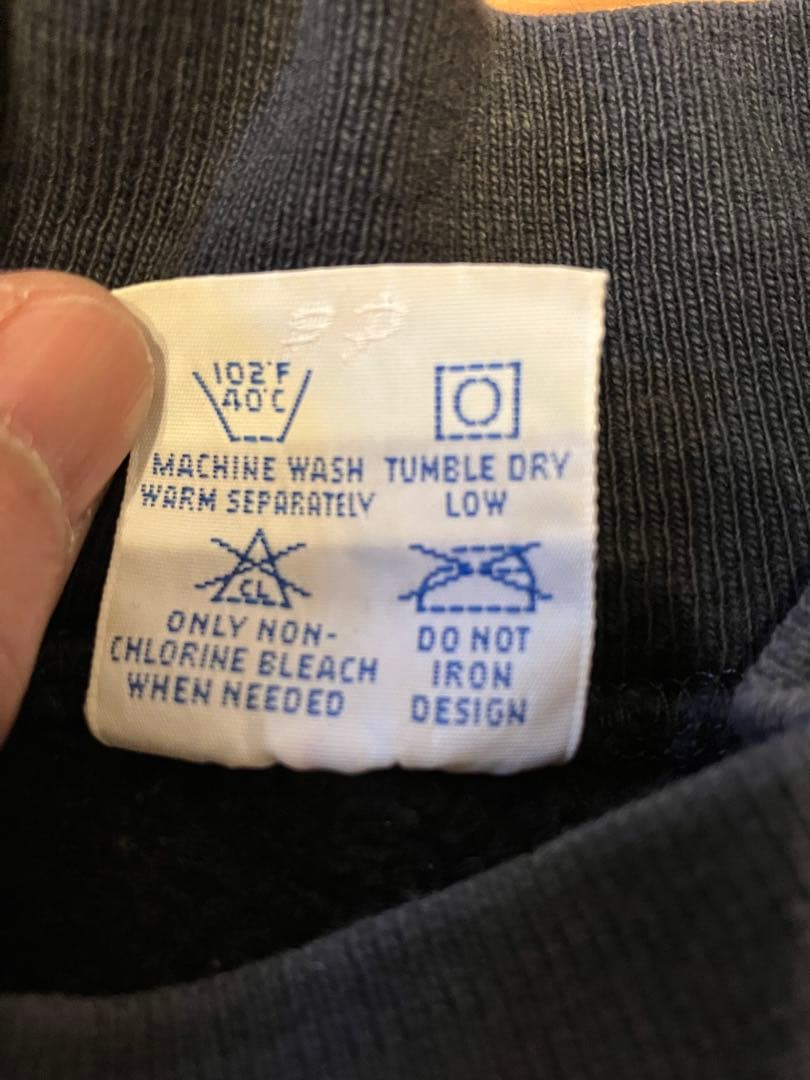 102°F
40°C
MACHINE WASH
WARM SEPARATELY
TUMBLE DRY
LOW
CL
ONLY NON-
CHLORINE BLEACH
WHEN NEEDED
DO NOT
IRON
DESIGN